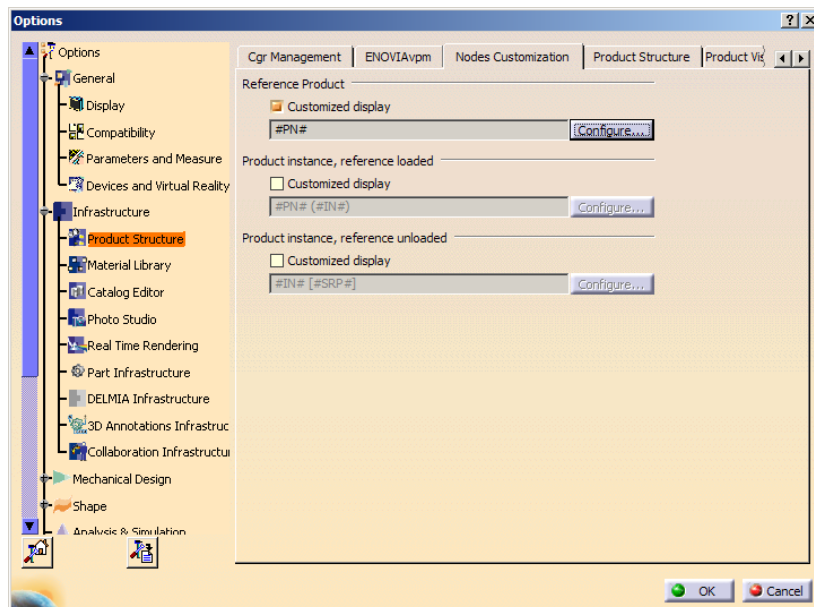 Options
Options
General
Display
Compatibility
Parameters and Measure
Devices and Virtual Reality
Infrastructure
Product Structure
Material Library
Catalog Editor
Photo Studio
Real Time Rendering
Part Infrastructure
DELMIA Infrastructure
3D Annotations Infrastruc
Collaboration Infrastructu
Mechanical Design
Shape
Analysis & Simulation
Cgr Management
ENOVIAvpm
Nodes Customization
Product Structure
Product Vis
Reference Product
Customized display
#PN#
Configure...
Product instance, reference loaded
Customized display
#PN# (#IN#)
Configure...
Product instance, reference unloaded
Customized display
#IN# [#SRP#]
Configure...
OK
Cancel